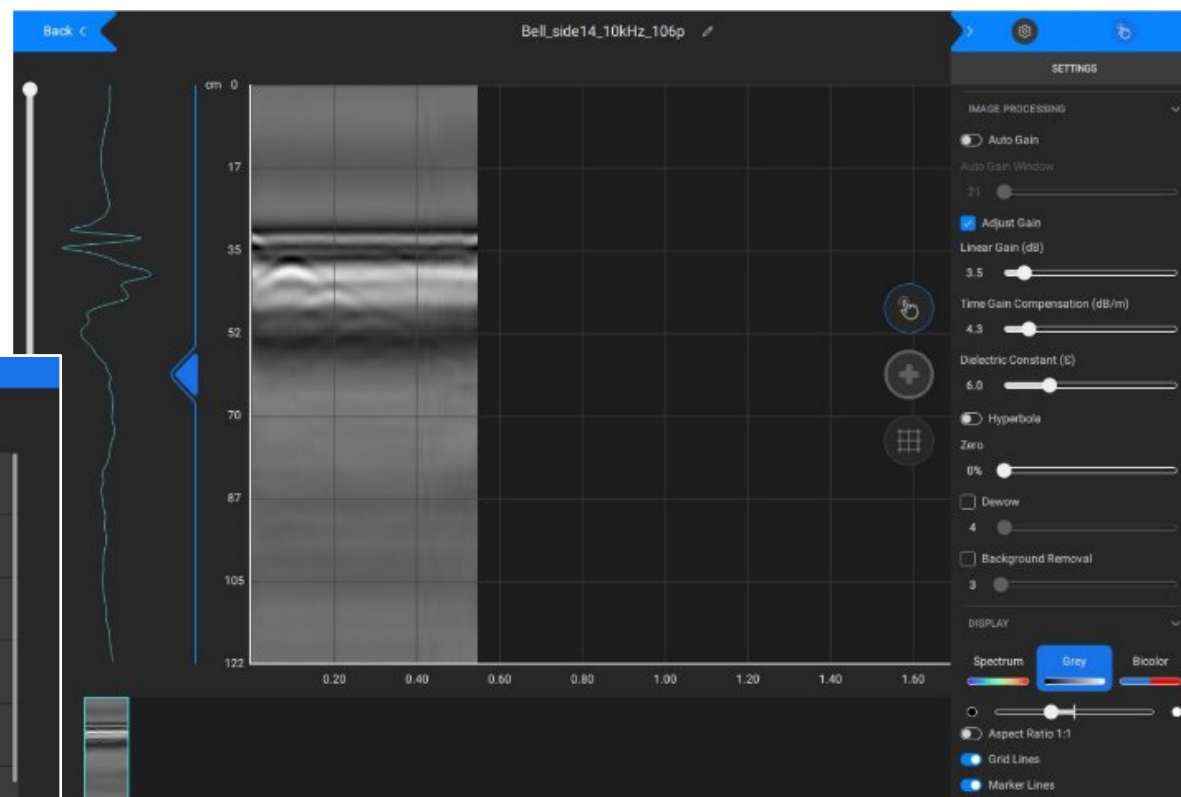 Back
Bell_side14_10kHz_106p
SETTINGS
cm 0
17
35
52
70
87
105
122
0.20 0.40 0.60 0.80 1.00 1.20 1.40 1.60
IMAGE PROCESSING
Auto Gain
Auto Gain Window
21
Adjust Gain
Linear Gain (dB)
3.5
Time Gain Compensation (dB/m)
4.3
Dielectric Constant (Ɛ)
6.0
Hyperbola
Zero
0%
Dewow
4
Background Removal
3
DISPLAY
Spectrum Grey Bicolor
Aspect Ratio 1:1
Grid Lines
Marker Lines